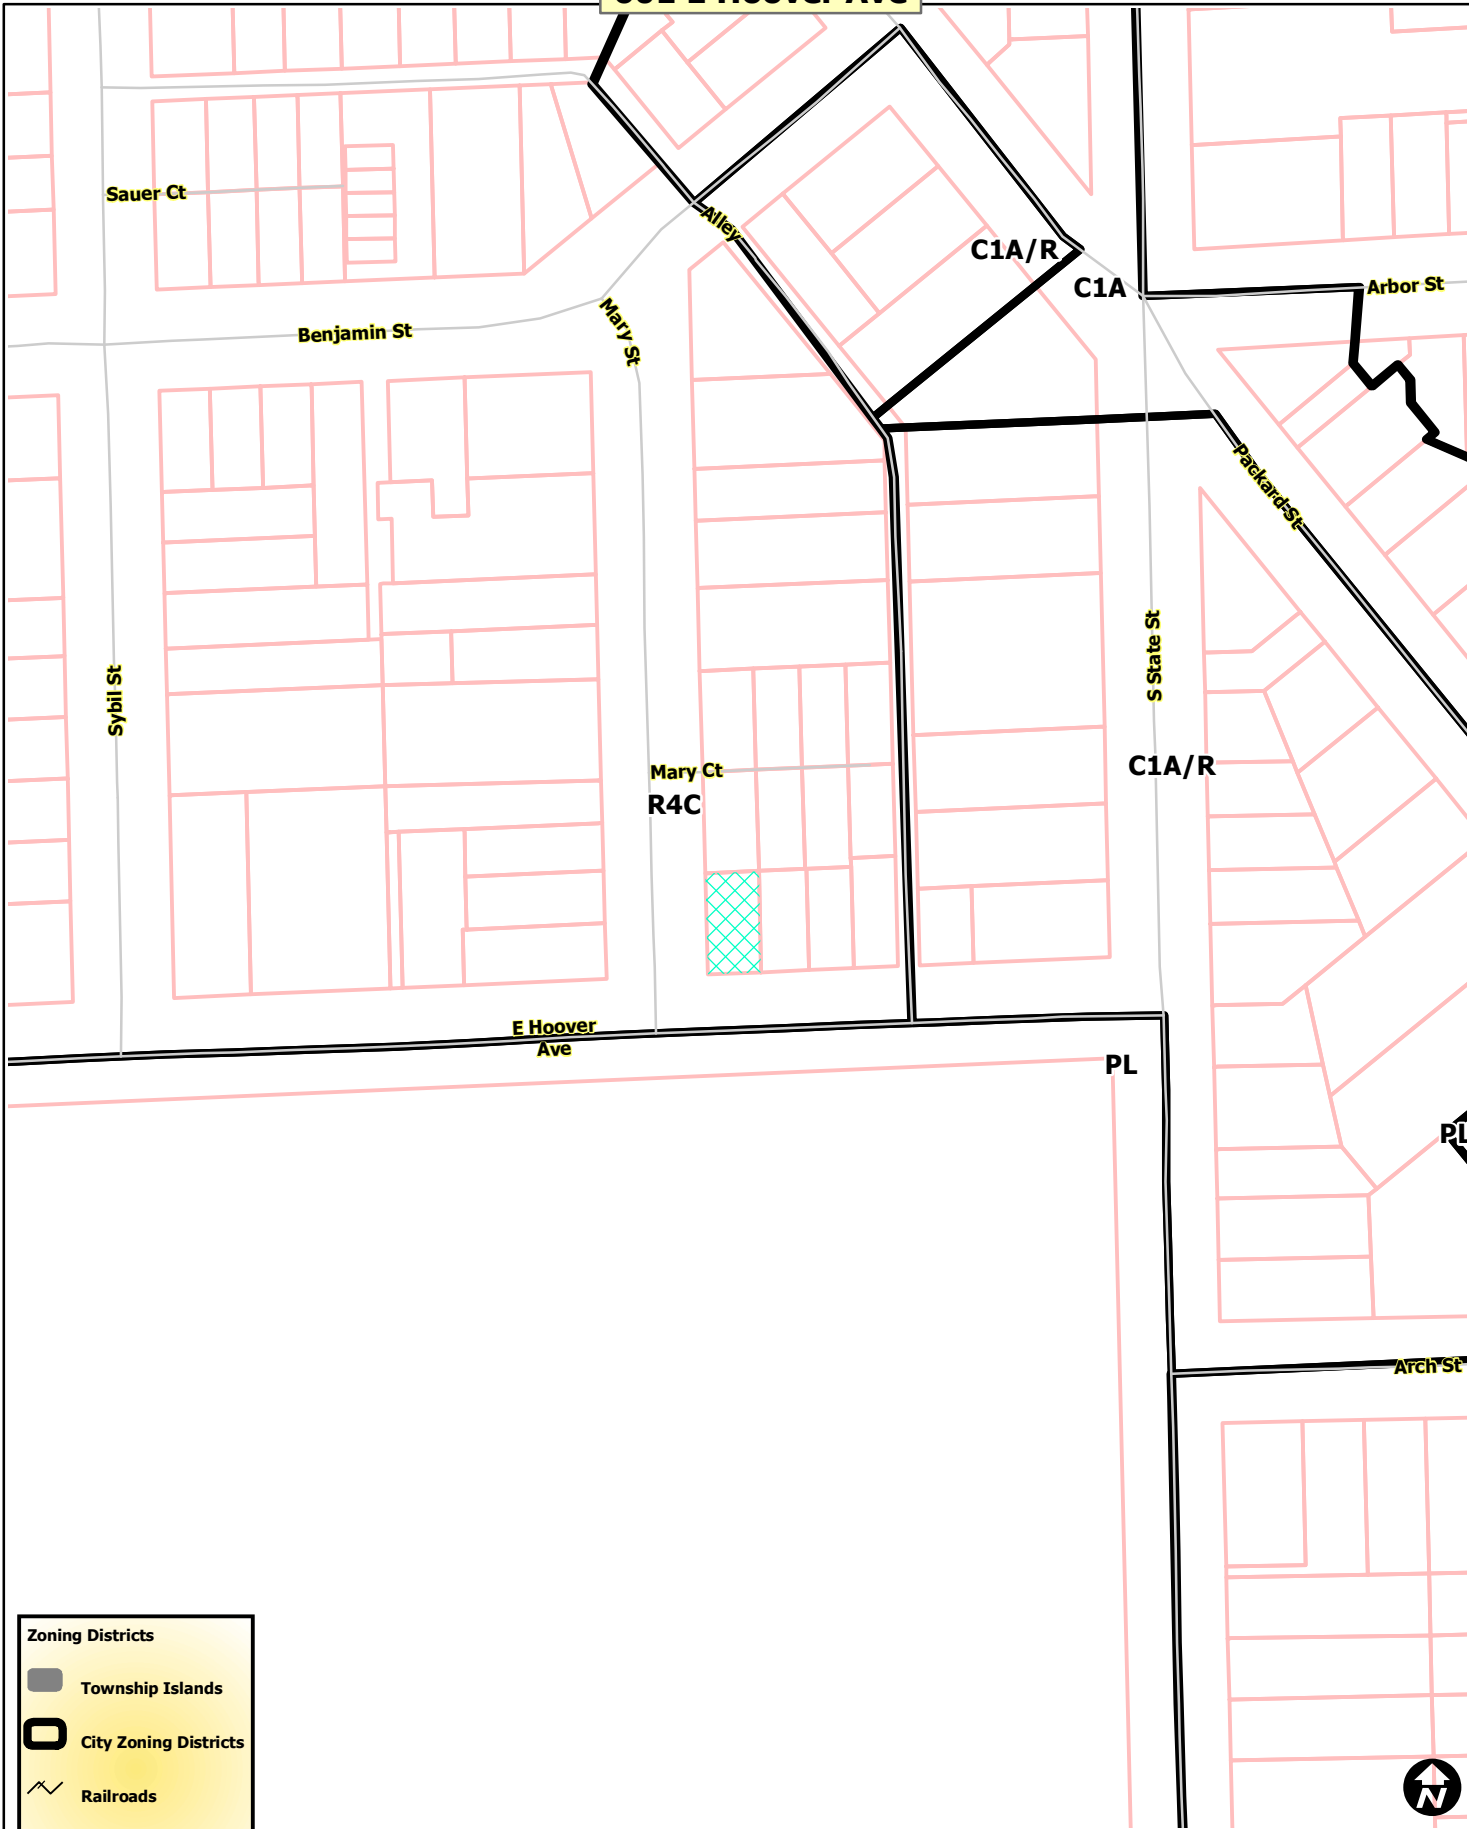 Sauer Ct
Alley
C1A/R
C1A
Arbor St
Benjamin St
Mary St
Packard St
S State St
Sybil St
C1A/R
Mary Ct
R4C
E Hoover
Ave
PL
PL
Arch St
Zoning Districts
Township Islands
City Zoning Districts
Railroads
N